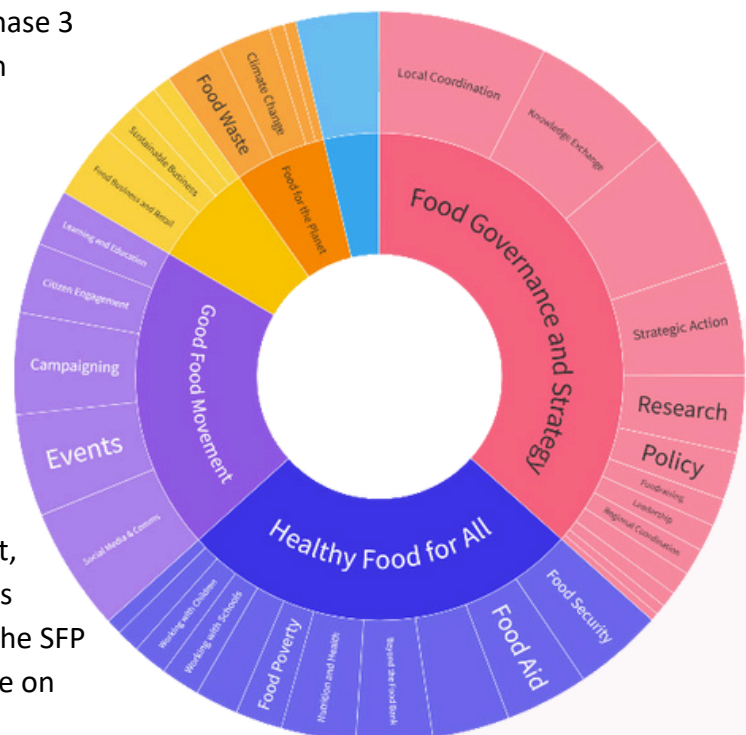 hase 3
Local Coordination
Knowledge Exchange
Strategic Action
Research
Policy
Fundraising
Leadership
Regional Coordination
Food Security
Food Aid
Beyond the Food Bank
Nutrition and Health
Food Poverty
Working with Schools
Working with Children
Social Media & Comms
Events
Campaigning
Citizen Engagement
Learning and Education
Food Business and Retail
Sustainable Business
Food Waste
Climate Change
Food Governance and Strategy
Healthy Food for All
Good Food Movement
Food for the Planet
t,
s
he SFP
e on